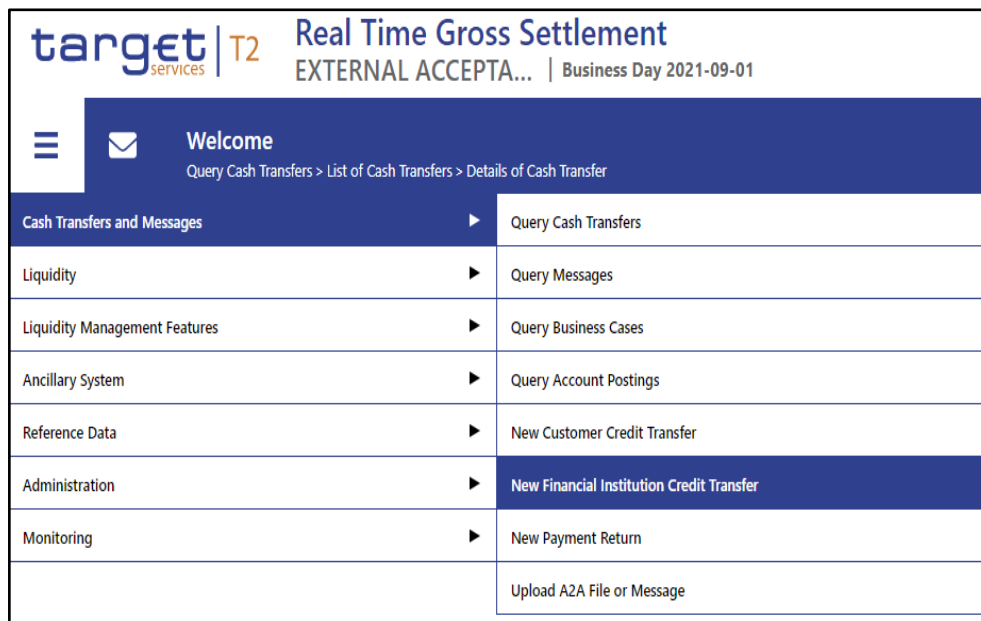 target services | T2
Real Time Gross Settlement
EXTERNAL ACCEPTA... | Business Day 2021-09-01
Welcome
Query Cash Transfers > List of Cash Transfers > Details of Cash Transfer
Cash Transfers and Messages
Liquidity
Liquidity Management Features
Ancillary System
Reference Data
Administration
Monitoring
Query Cash Transfers
Query Messages
Query Business Cases
Query Account Postings
New Customer Credit Transfer
New Financial Institution Credit Transfer
New Payment Return
Upload A2A File or Message